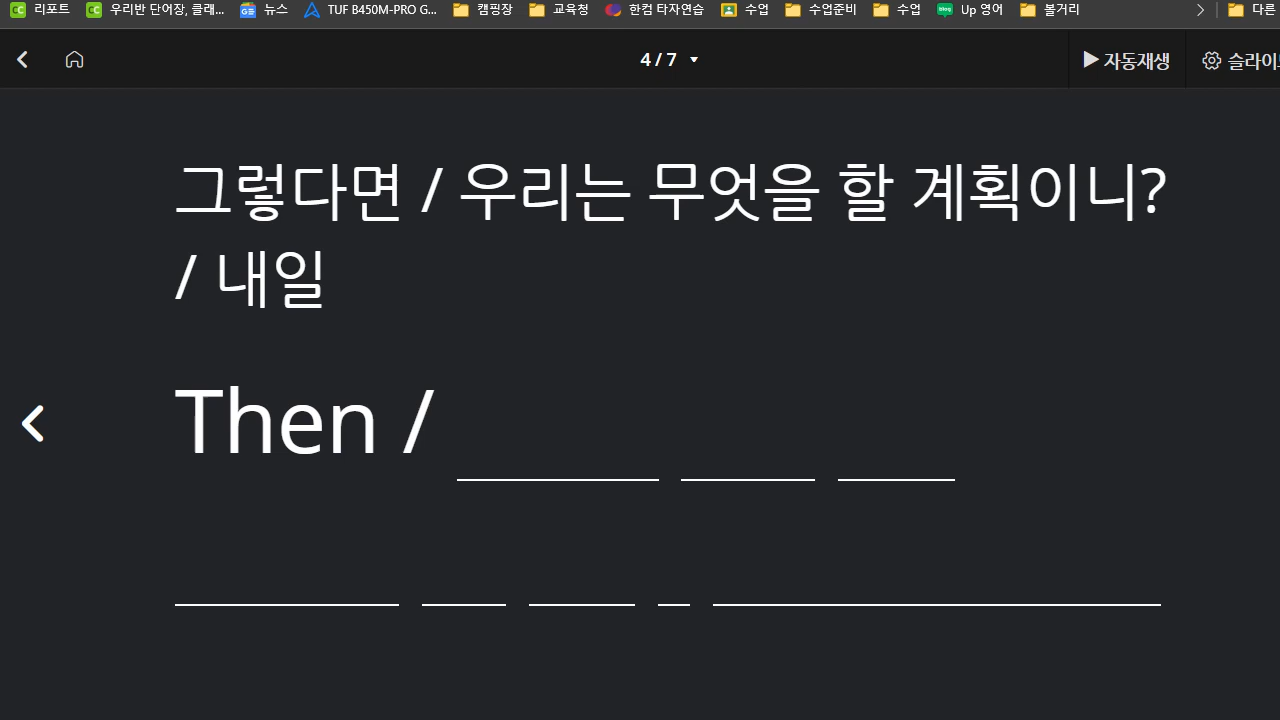 리포트 우리반 단어장, 클래... 뉴스 TUF B450M-PRO G... 캠핑장 교육청 한컴 타자연습 수업 수업준비 수업 Up 영어 볼거리 다른
4 / 7 자동재생 슬라이드
그렇다면 / 우리는 무엇을 할 계획이니?
/ 내일
Then /